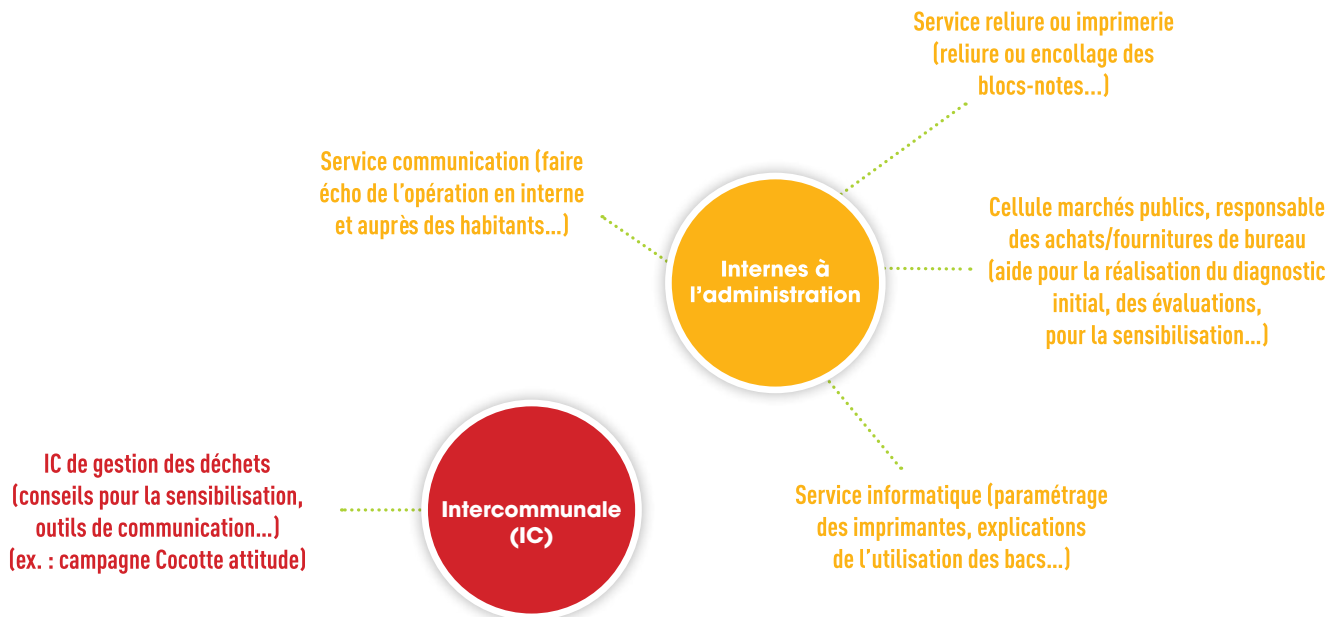 Service reliure ou imprimerie
(reliure ou encollage des
blocs-notes...)
Service communication (faire
écho de l'opération en interne
et auprès des habitants...)
Internes à
l'administration
Cellule marchés publics, responsable
des achats/fournitures de bureau
(aide pour la réalisation du diagnostic
initial, des évaluations,
pour la sensibilisation...)
Service informatique (paramétrage
des imprimantes, explications
de l'utilisation des bacs...)
IC de gestion des déchets
(conseils pour la sensibilisation,
outils de communication...)
(ex. : campagne Cocotte attitude)
Intercommunale
(IC)